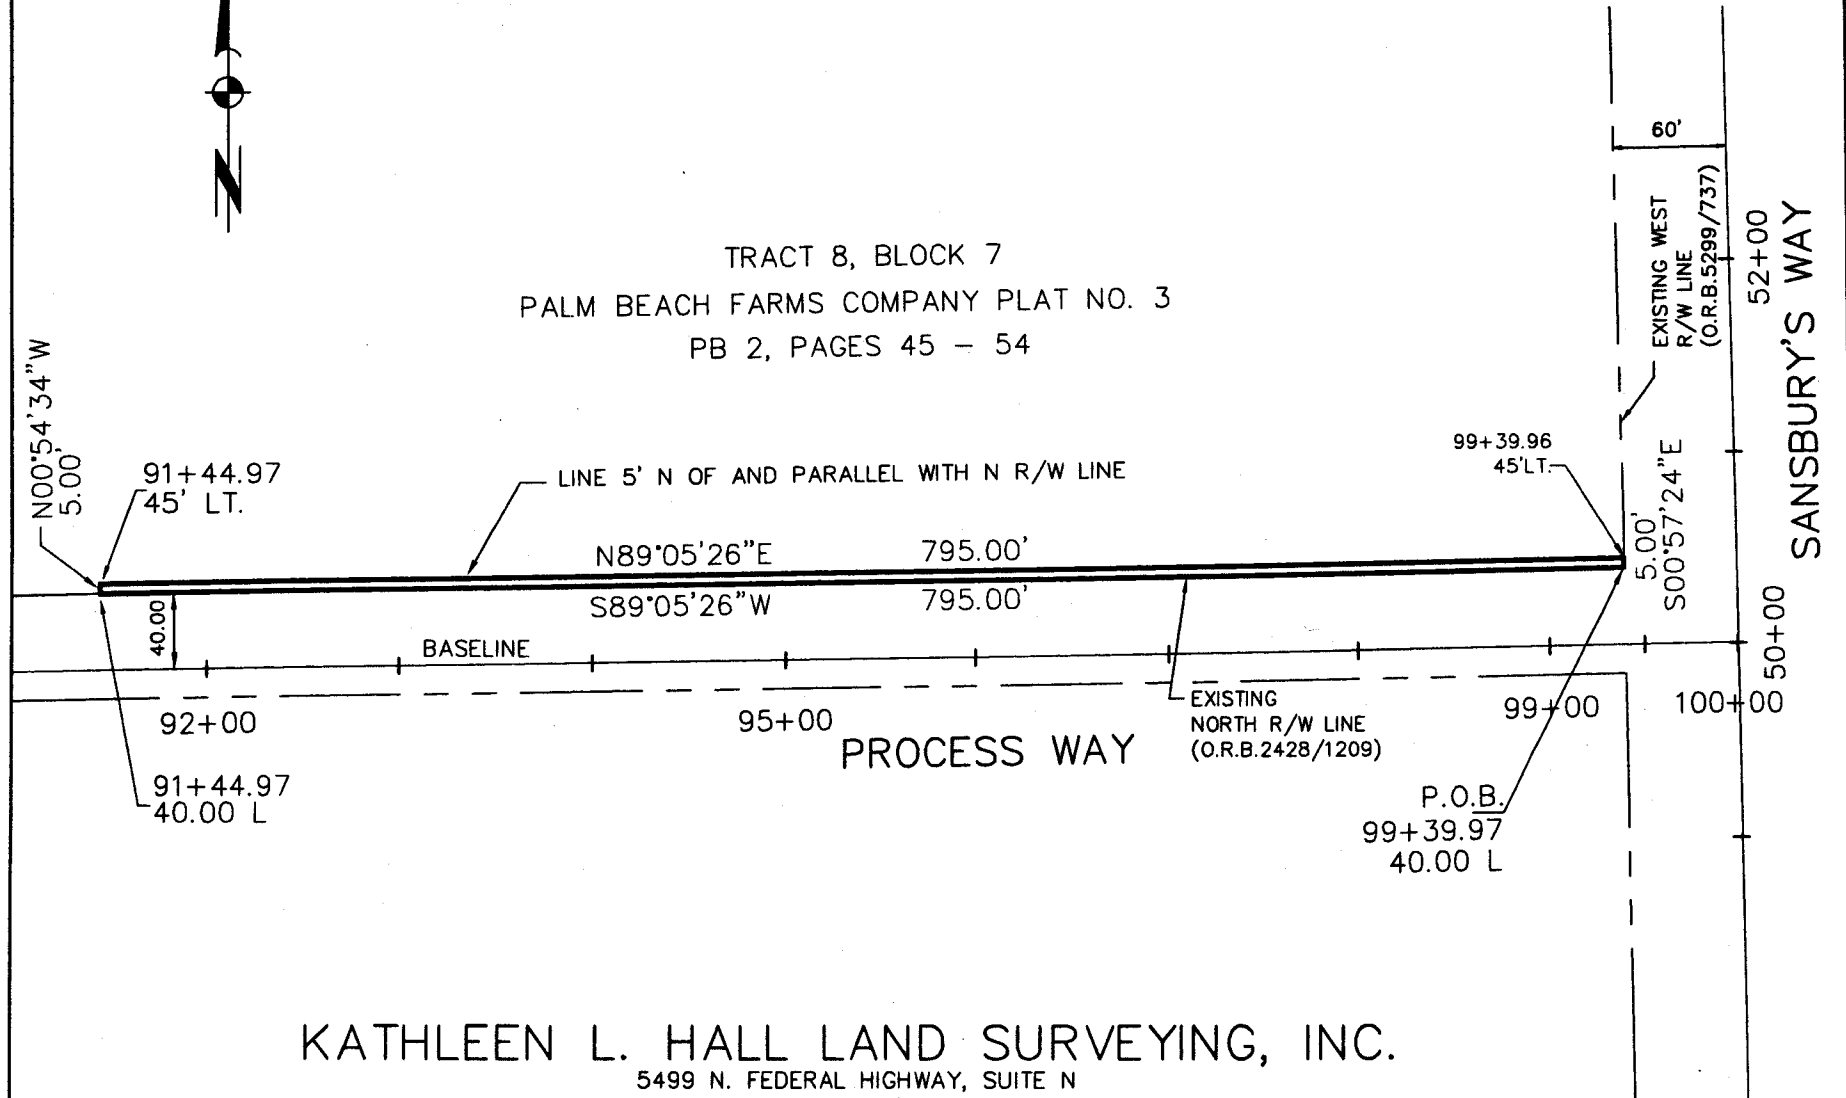 N
60'
EXISTING WEST
R/W LINE
(O.R.B.5299/737)
52+00
SANSBURY'S WAY
TRACT 8, BLOCK 7
PALM BEACH FARMS COMPANY PLAT NO. 3
PB 2, PAGES 45 – 54
N00°54'34"W
5.00'
91+44.97
45' LT.
LINE 5' N OF AND PARALLEL WITH N R/W LINE
99+39.96
45'LT.
5.00'
S00°57'24"E
N89°05'26"E 795.00'
S89°05'26"W 795.00'
40.00
BASELINE
50+00
92+00
95+00
99+00
100+00
EXISTING
NORTH R/W LINE
(O.R.B.2428/1209)
PROCESS WAY
91+44.97
40.00 L
P.O.B.
99+39.97
40.00 L
KATHLEEN L. HALL LAND SURVEYING, INC.
5499 N. FEDERAL HIGHWAY, SUITE N